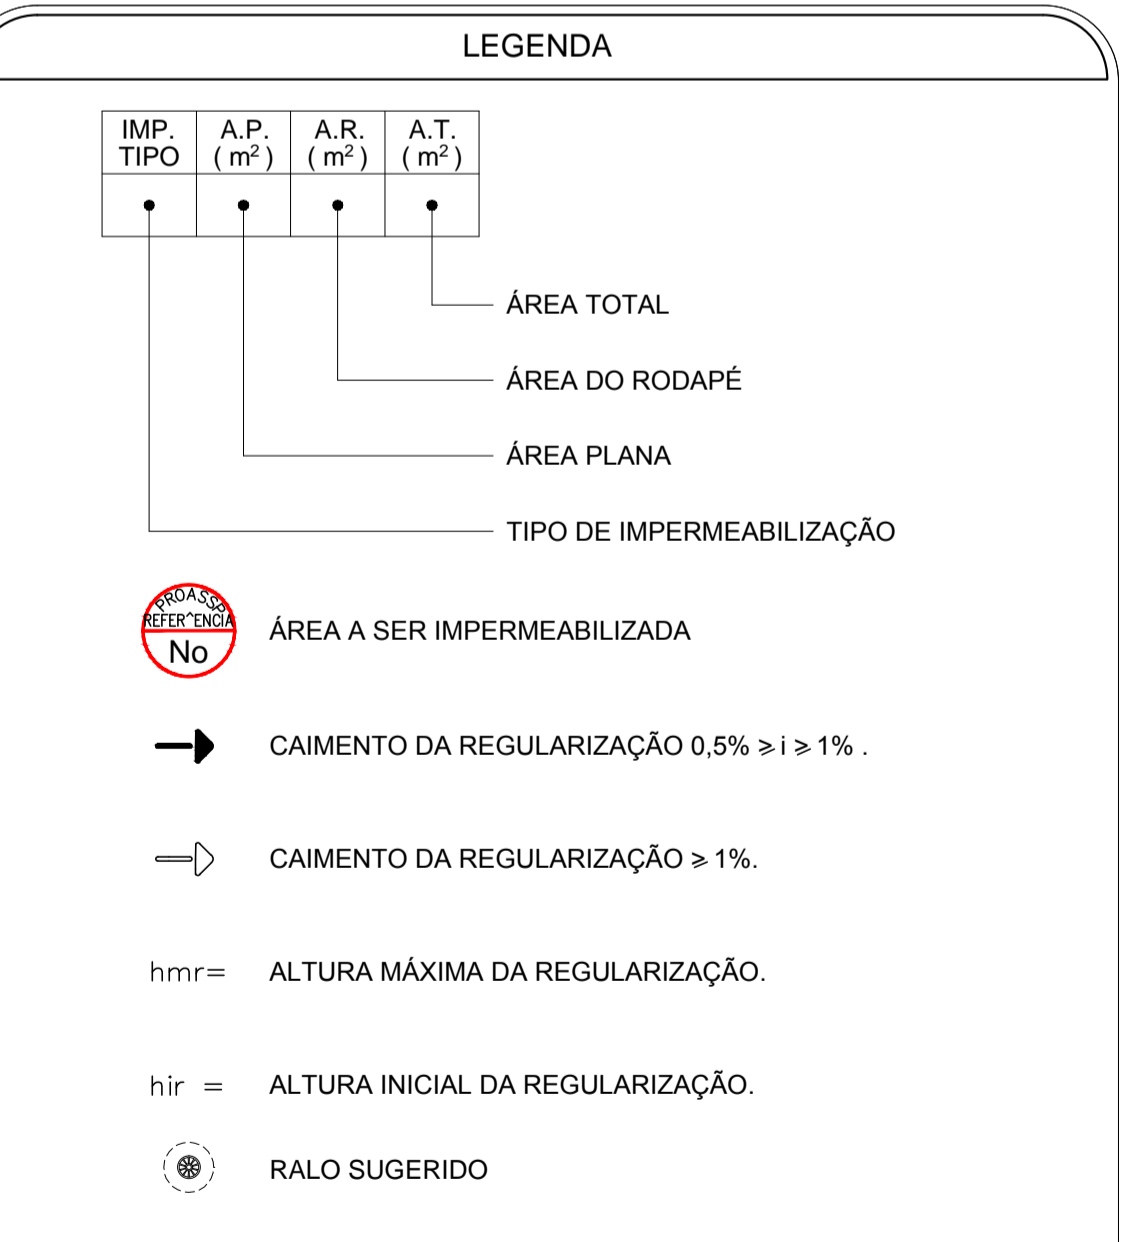 LEGENDA
IMP. TIPO
A.P. ( m² )
A.R. ( m² )
A.T. ( m² )
ÁREA TOTAL
ÁREA DO RODAPÉ
ÁREA PLANA
TIPO DE IMPERMEABILIZAÇÃO
PROASSP
REFER^ENCIA
No
ÁREA A SER IMPERMEABILIZADA
CAIMENTO DA REGULARIZAÇÃO 0,5% ⩾ i ⩾ 1% .
CAIMENTO DA REGULARIZAÇÃO ⩾ 1%.
hmr= ALTURA MÁXIMA DA REGULARIZAÇÃO.
hir = ALTURA INICIAL DA REGULARIZAÇÃO.
RALO SUGERIDO